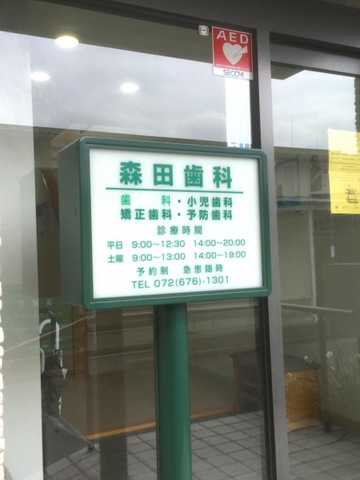 AED
SECOM
森田歯科
歯科・小児歯科
矯正歯科・予防歯科
診療時間
平日 9:00～12:30 14:00～20:00
土曜 9:00～13:00 14:00～19:00
予約制 急患随時
TEL 072(676)-1301